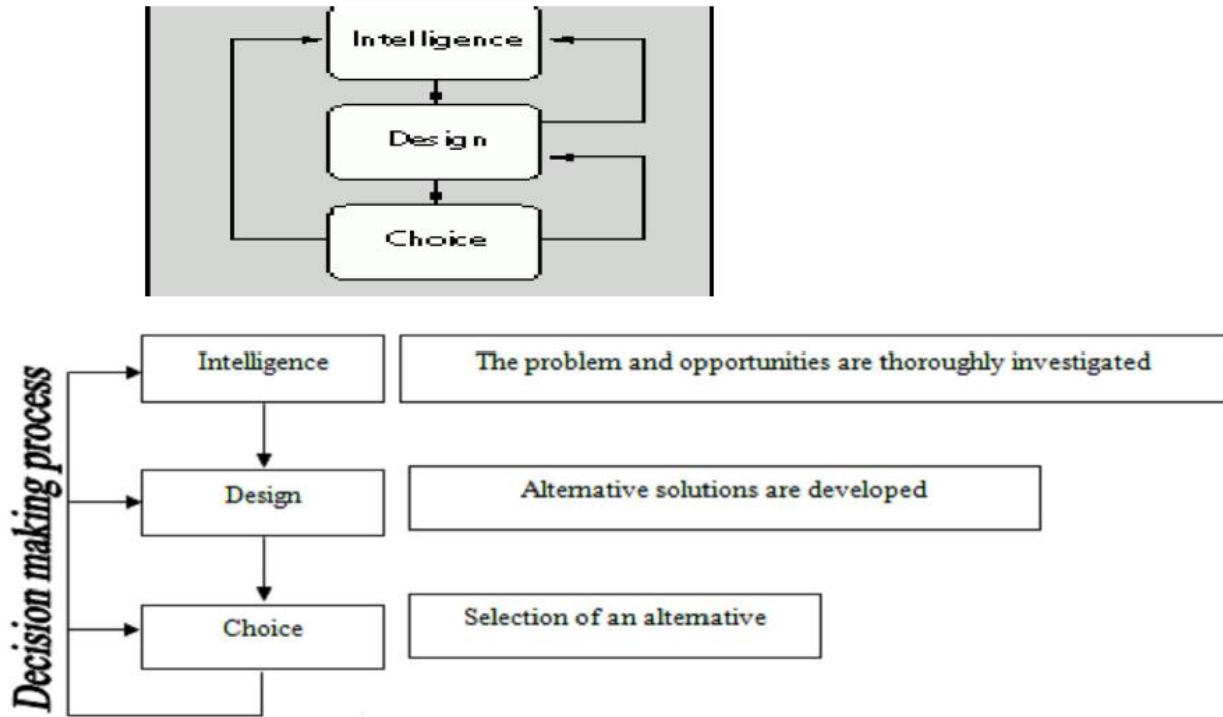 Intelligence
Design
Choice
Decision making process
Intelligence
The problem and opportunities are thoroughly investigated
Design
Alternative solutions are developed
Choice
Selection of an alternative